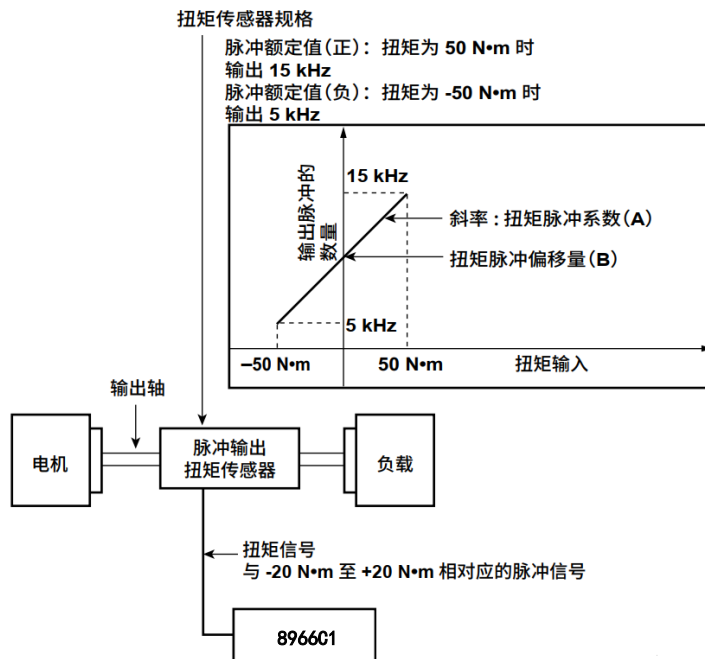 扭矩传感器规格
脉冲额定值(正)：扭矩为 50 N•m 时
输出 15 kHz
脉冲额定值(负)：扭矩为 -50 N•m 时
输出 5 kHz
输出脉冲的
数量
15 kHz
斜率 : 扭矩脉冲系数(A)
扭矩脉冲偏移量(B)
5 kHz
–50 N•m
50 N•m
扭矩输入
输出轴
电机
脉冲输出
扭矩传感器
负载
扭矩信号
与 -20 N•m 至 +20 N•m 相对应的脉冲信号
8966C1